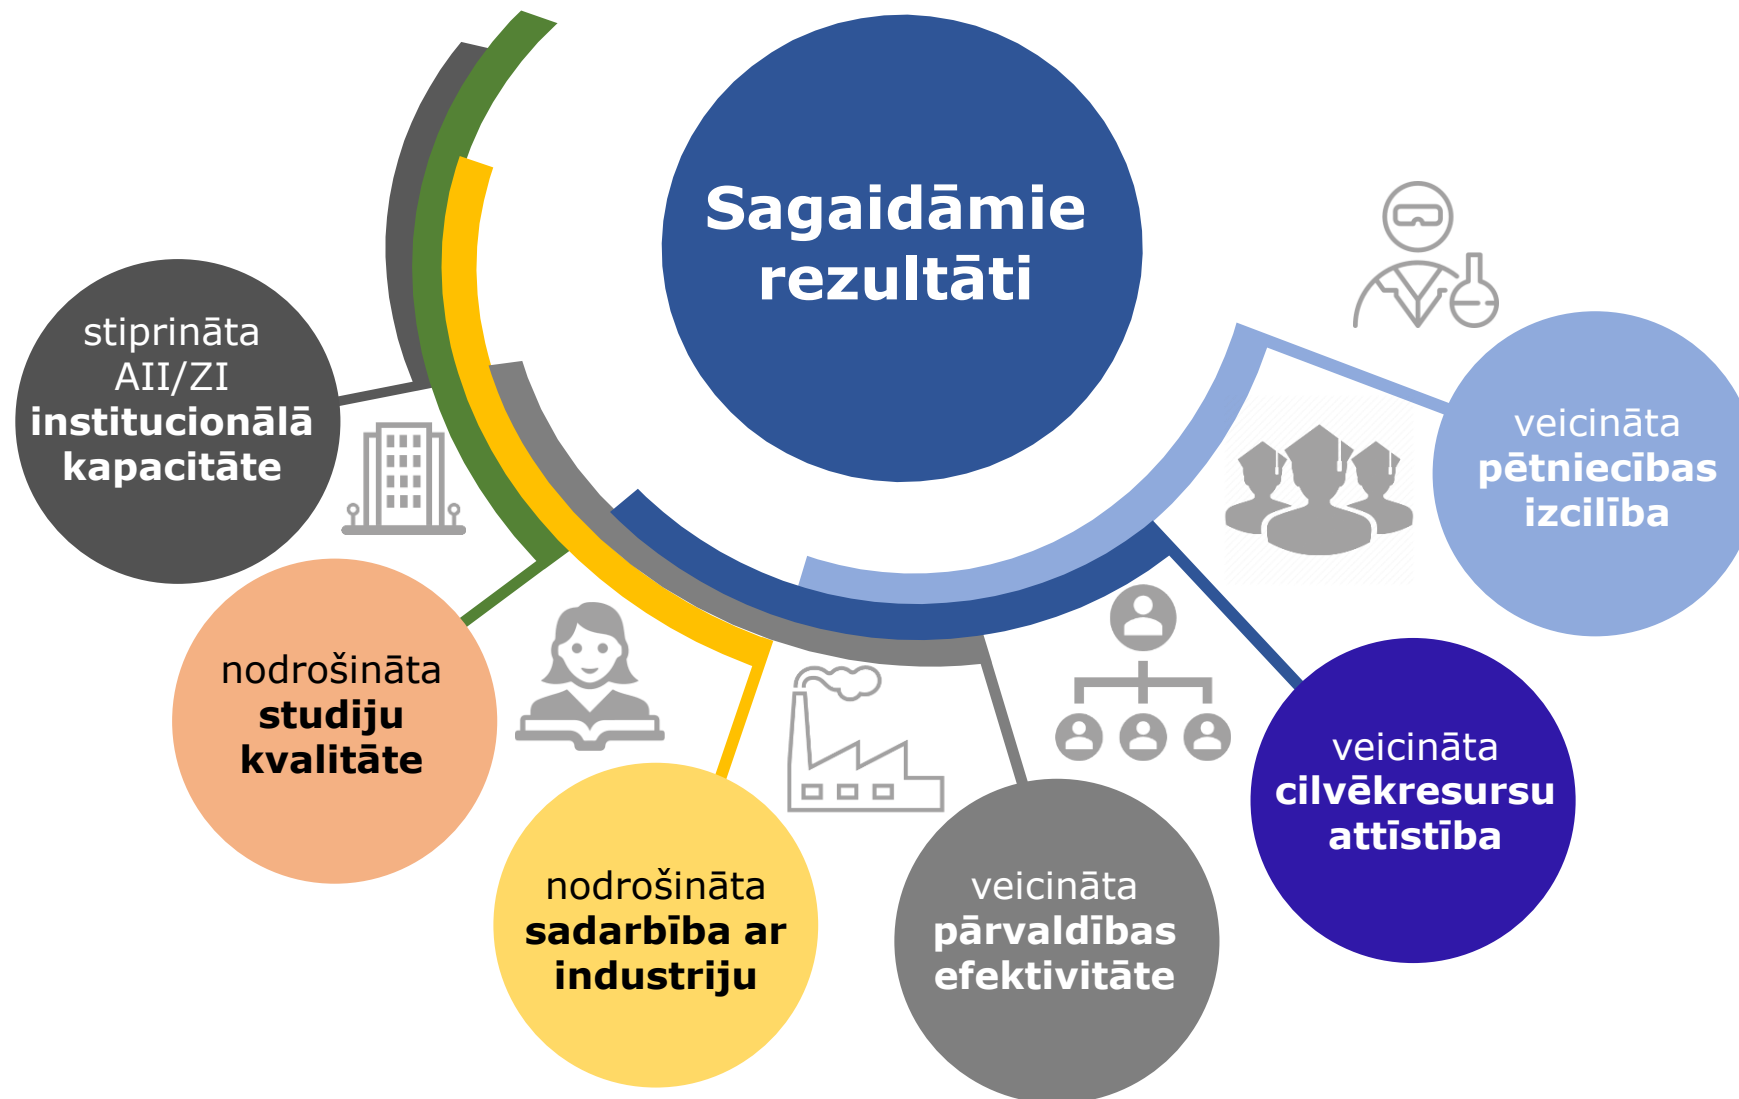 Sagaidāmie
rezultāti
stiprināta
AII/ZI
institucionālā
kapacitāte
nodrošināta
studiju
kvalitāte
nodrošināta
sadarbība ar
industriju
veicināta
pārvaldības
efektivitāte
veicināta
cilvēkresursu
attīstība
veicināta
pētniecības
izcilība